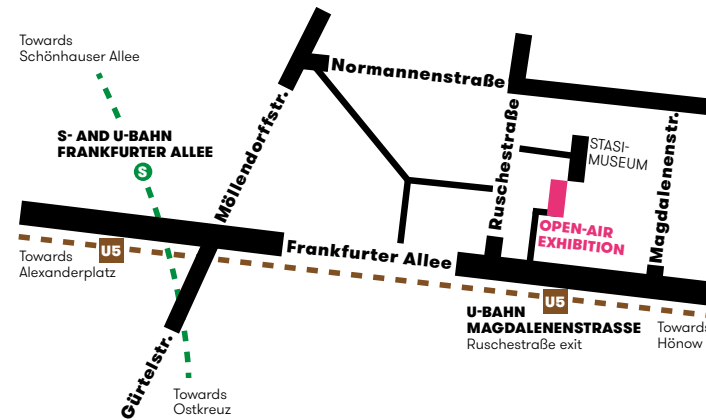 Towards
Schönhauser Allee
S- AND U-BAHN
FRANKFURTER ALLEE
S
Möllendorffstr.
Normannenstraße
Ruschestraße
STASI-
MUSEUM
Magdalenenstr.
OPEN-AIR
EXHIBITION
Frankfurter Allee
U5
Towards
Alexanderplatz
U5
U-BAHN
MAGDALENENSTRASSE
Ruschestraße exit
Towards
Hönow
Gürtelstr.
Towards
Ostkreuz